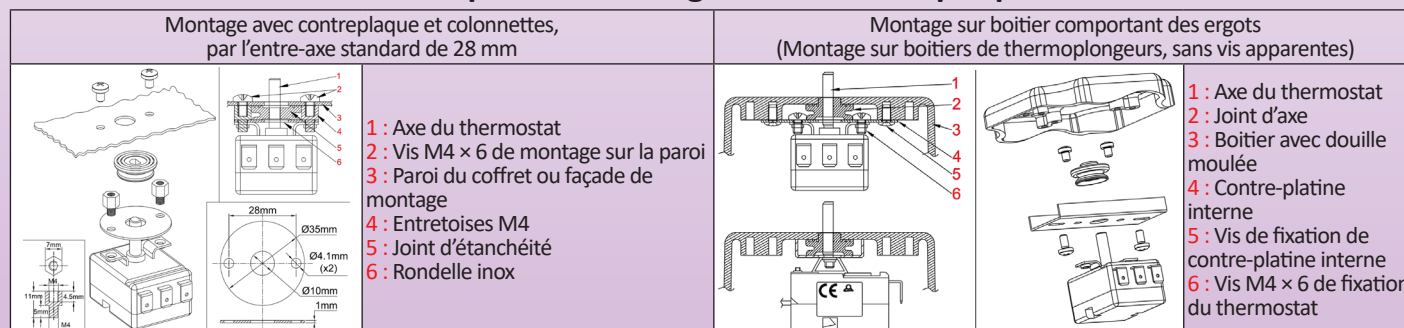 Montage avec contreplaque et colonnettes,
par l’entre-axe standard de 28 mm
Montage sur boitier comportant des ergots
(Montage sur boitiers de thermoplongeurs, sans vis apparentes)
1
2
3
4
5
6
28mm
Ø35mm
Ø4.1mm
(x2)
Ø10mm
1mm
7mm
M4
11mm
4.5mm
5mm
M4
1 : Axe du thermostat
2 : Vis M4 × 6 de montage sur la paroi
3 : Paroi du coffret ou façade de
montage
4 : Entretoises M4
5 : Joint d’étanchéité
6 : Rondelle inox
1
2
3
4
5
6
CE
1 : Axe du thermostat
2 : Joint d’axe
3 : Boitier avec douille
moulée
4 : Contre-platine
interne
5 : Vis de fixation de
contre-platine interne
6 : Vis M4 × 6 de fixation
du thermostat